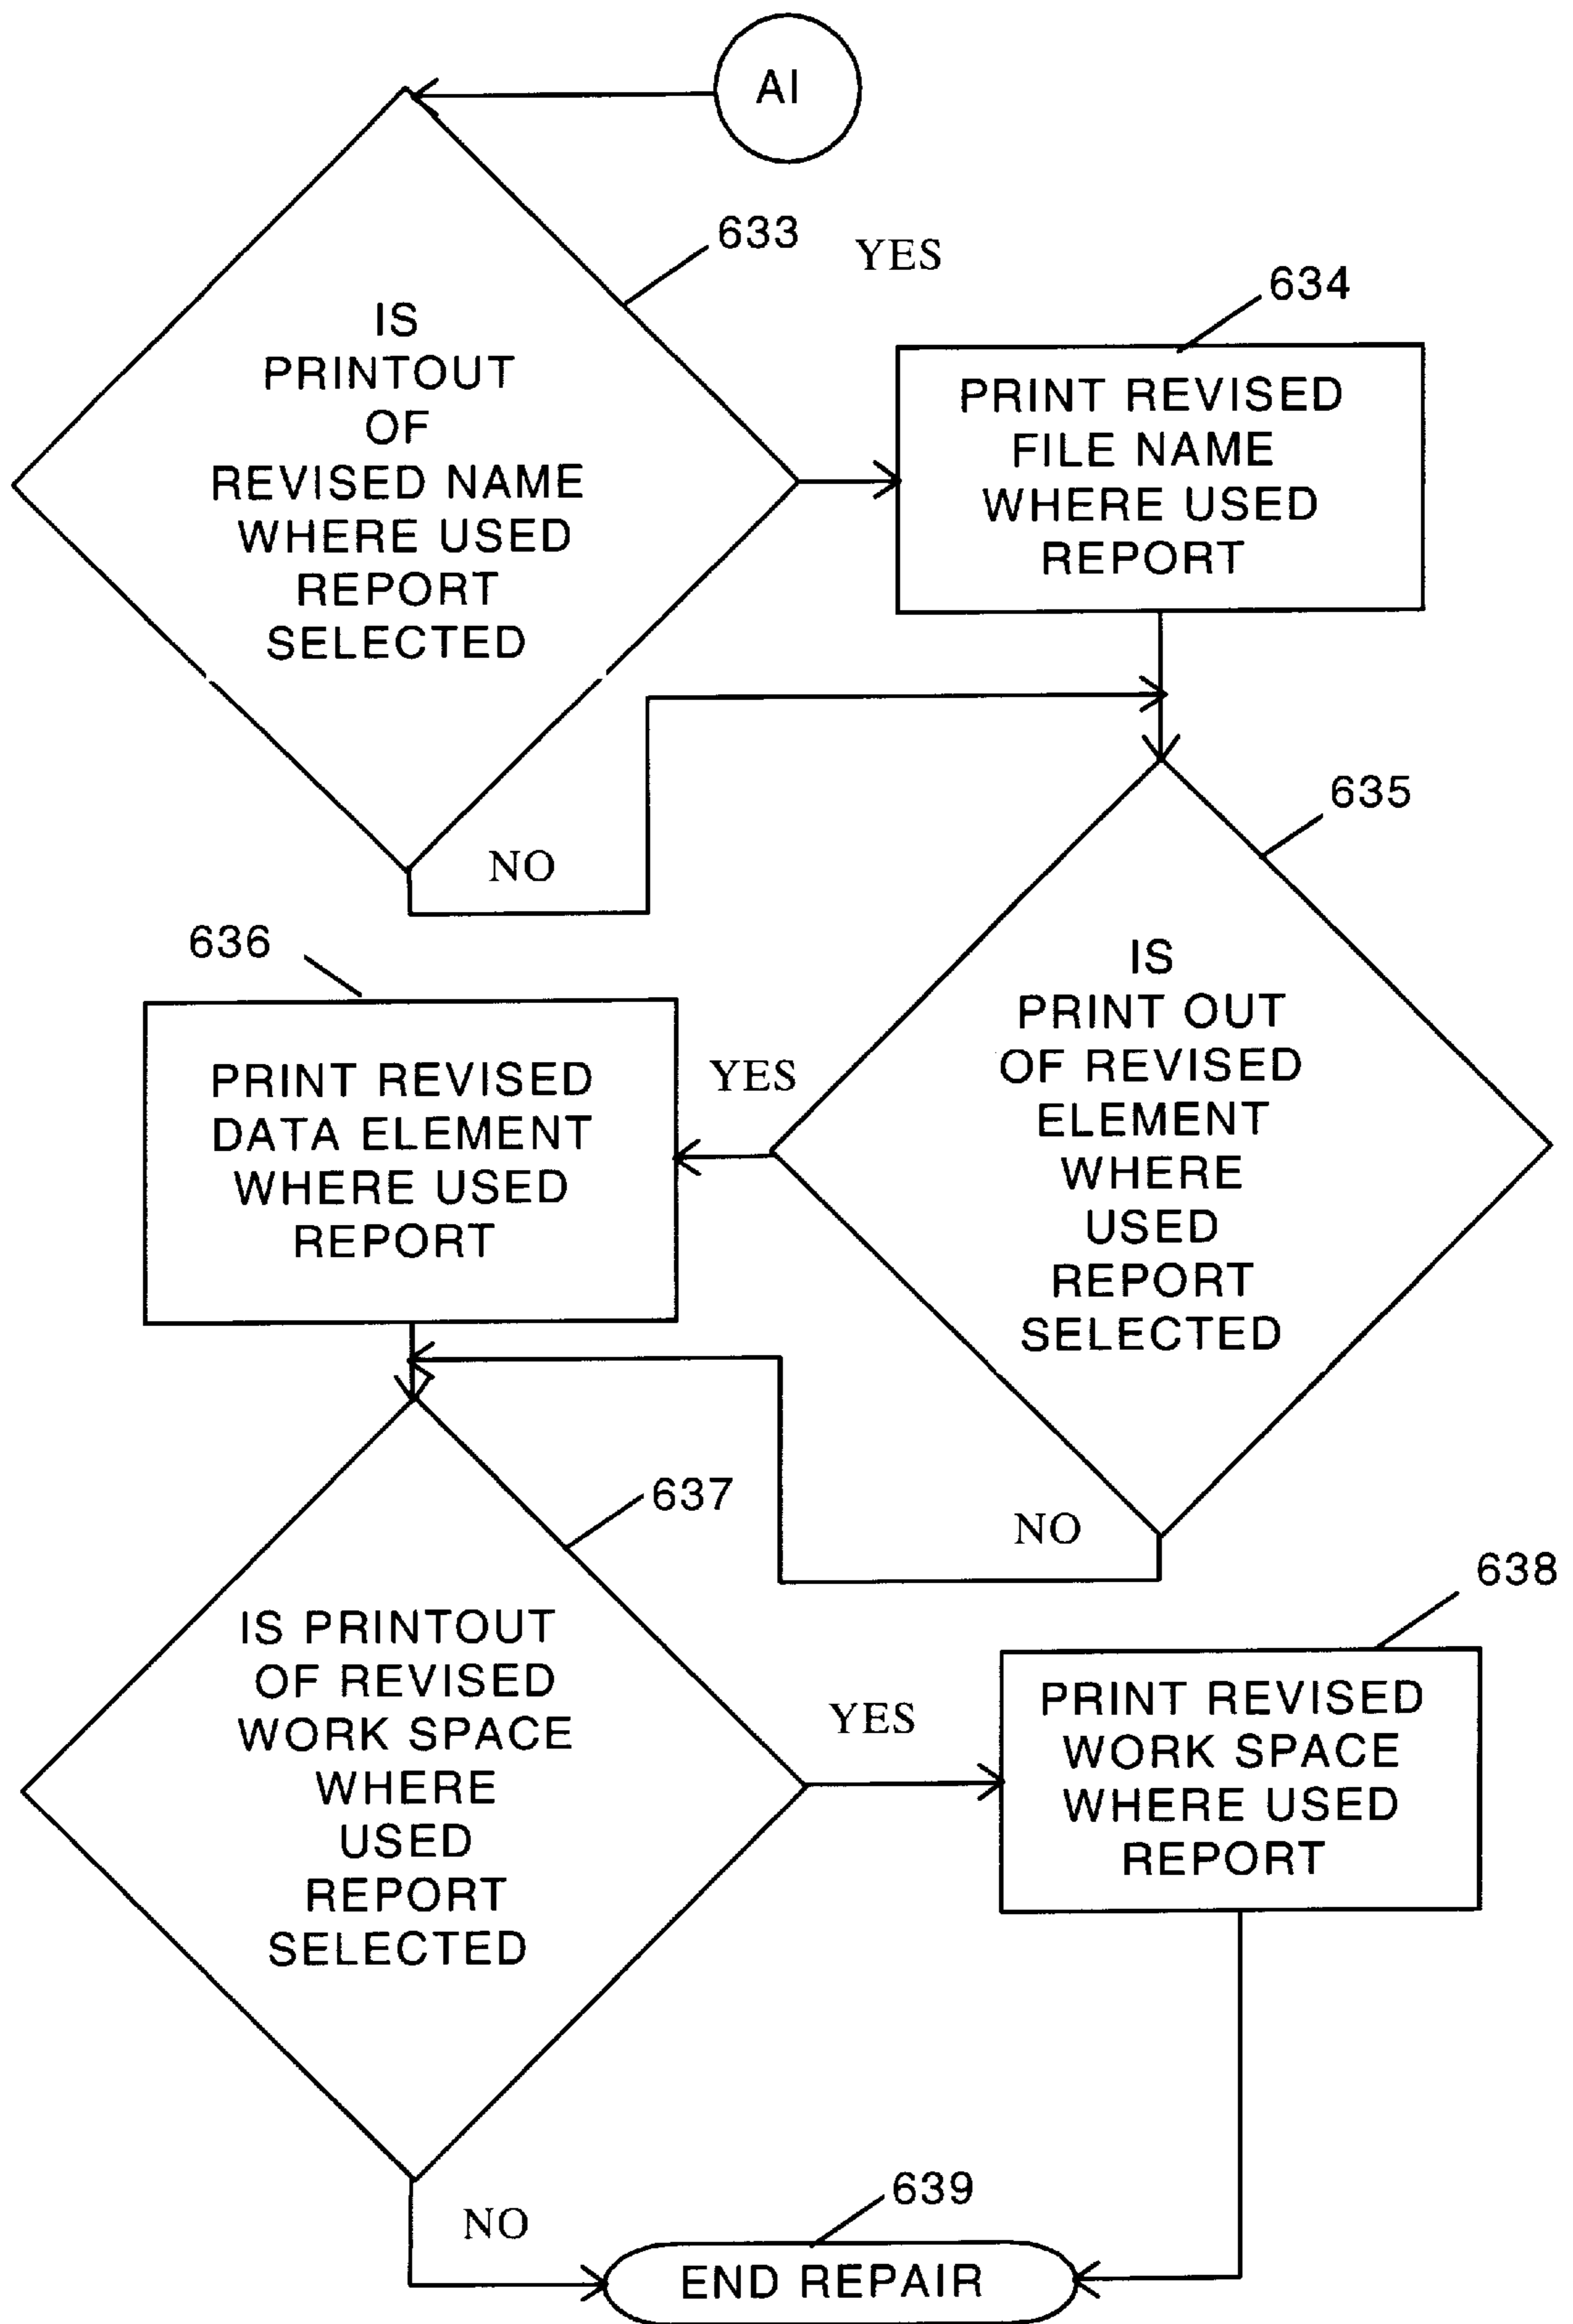 AI
633
YES
634
IS
PRINTOUT
OF
REVISED NAME
WHERE USED
REPORT
SELECTED
PRINT REVISED
FILE NAME
WHERE USED
REPORT
NO
635
636
IS
PRINT OUT
OF REVISED
ELEMENT
WHERE
USED
REPORT
SELECTED
YES
PRINT REVISED
DATA ELEMENT
WHERE USED
REPORT
637
NO
638
IS PRINTOUT
OF REVISED
WORK SPACE
WHERE
USED
REPORT
SELECTED
YES
PRINT REVISED
WORK SPACE
WHERE USED
REPORT
639
NO
END REPAIR